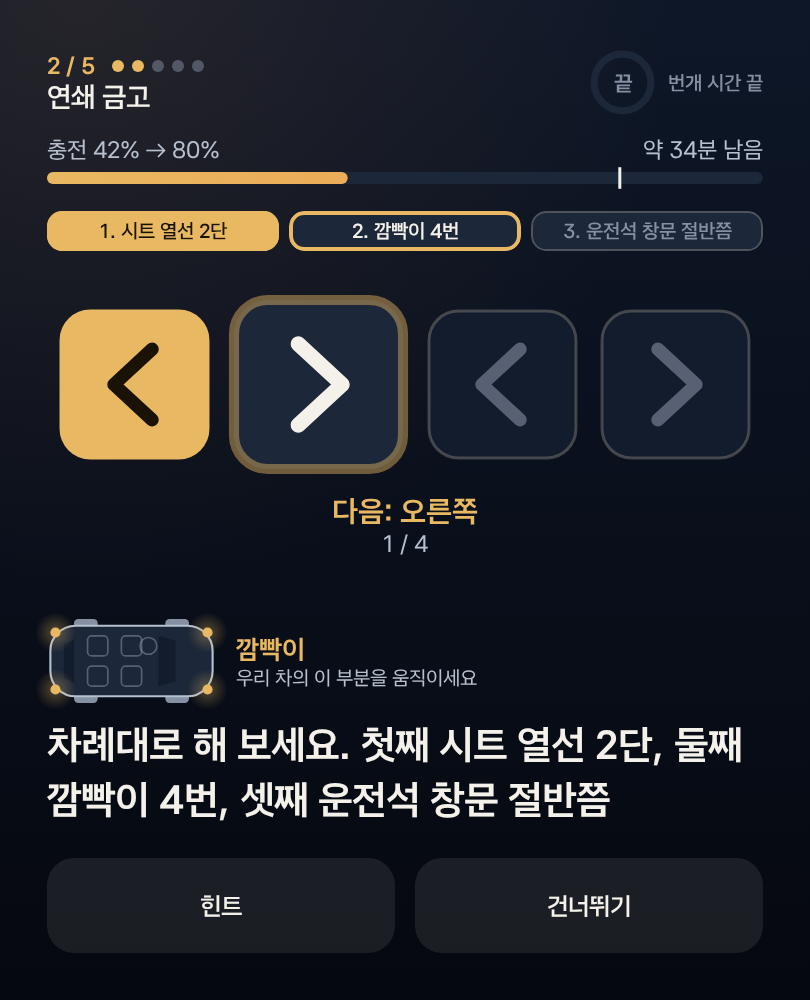 2 / 5
연쇄 금고
끝
번개 시간 끝
충전 42% → 80%
약 34분 남음
1. 시트 열선 2단
2. 깜빡이 4번
3. 운전석 창문 절반쯤
다음: 오른쪽
1 / 4
깜빡이
우리 차의 이 부분을 움직이세요
차례대로 해 보세요. 첫째 시트 열선 2단, 둘째
깜빡이 4번, 셋째 운전석 창문 절반쯤
힌트
건너뛰기